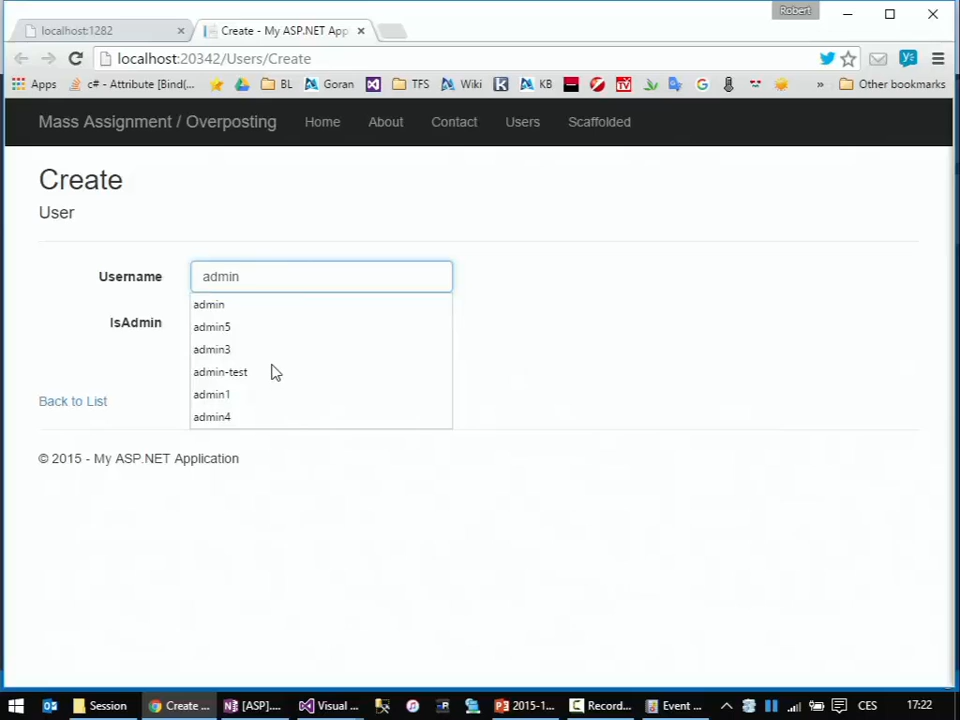 Robert
localhost:1282
Create - My ASP.NET App
localhost:20342/Users/Create
Apps
c# - Attribute [Bind(...
BL
Goran
TFS
Wiki
KB
»
Other bookmarks
Mass Assignment / Overposting
Home
About
Contact
Users
Scaffolded
Create
User
Username
admin
admin
admin5
IsAdmin
admin3
admin-test
admin1
Back to List
admin4
© 2015 - My ASP.NET Application
Session
Create ...
[ASP]....
Visual ...
2015-1...
Record...
Event ...
CES
17:22